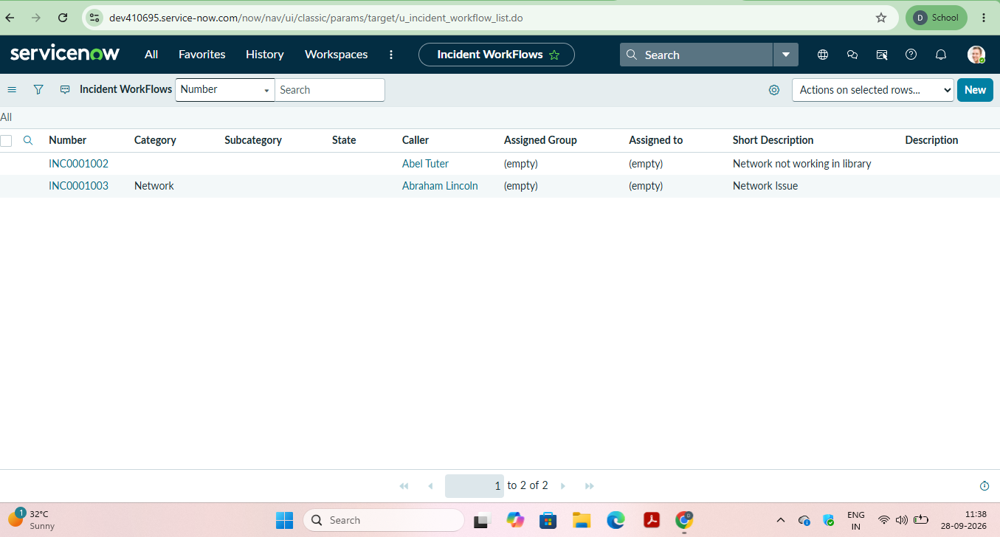 dev410695.service-now.com/now/nav/ui/classic/params/target/u_incident_workflow_list.do
D School
servicenow All Favorites History Workspaces Incident WorkFlows Search
Incident WorkFlows Number Search Actions on selected rows... New
All
Number Category Subcategory State Caller Assigned Group Assigned to Short Description Description
INC0001002 Abel Tuter (empty) (empty) Network not working in library
INC0001003 Network Abraham Lincoln (empty) (empty) Network Issue
1 to 2 of 2
1 32°C Search ENG 11:38
Sunny IN 28-09-2026